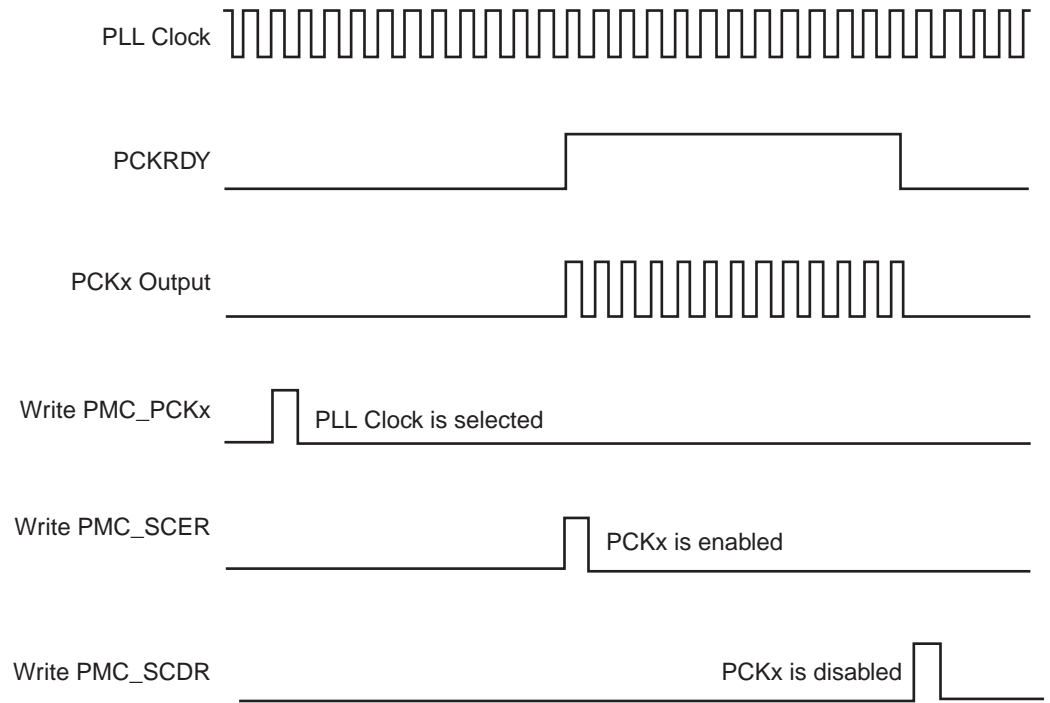 PLL Clock
PCKRDY
PCKx Output
Write PMC_PCKx
PLL Clock is selected
Write PMC_SCER
PCKx is enabled
Write PMC_SCDR
PCKx is disabled